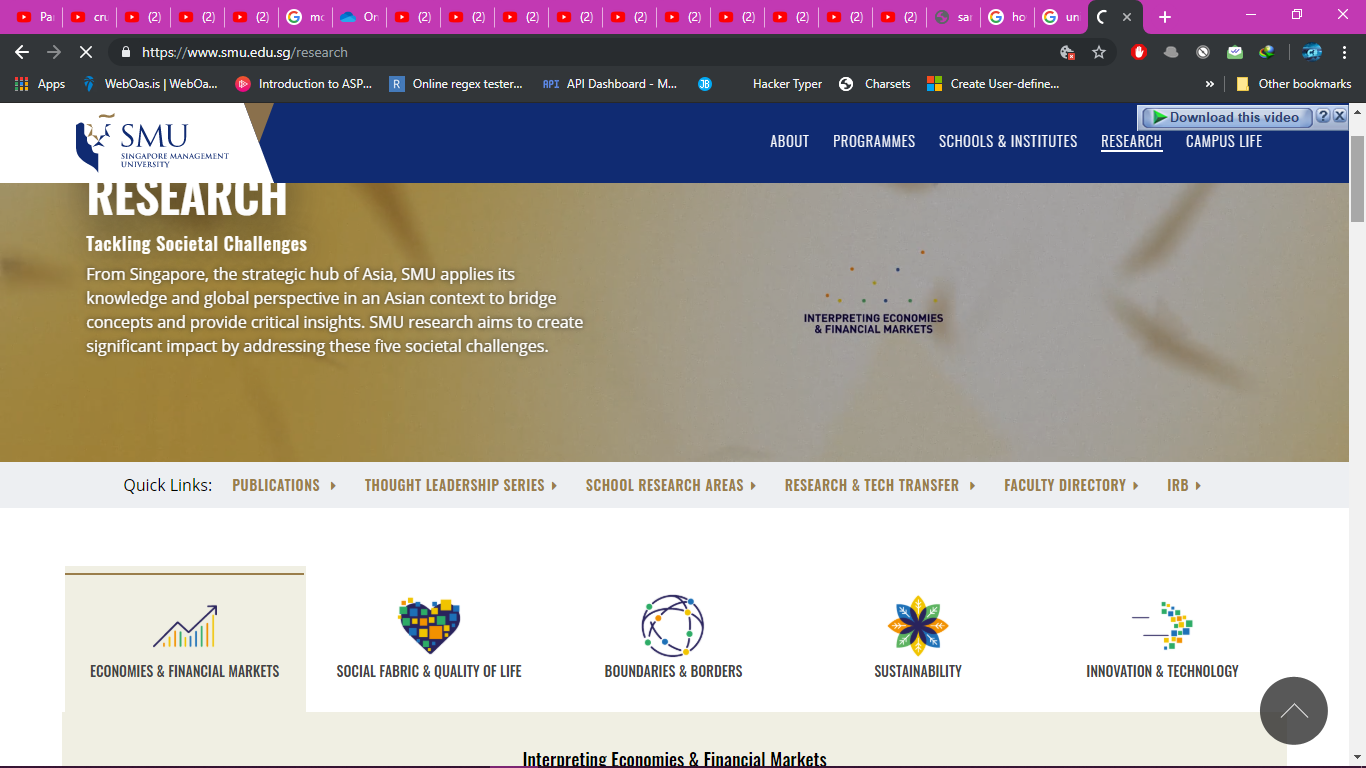 Pa
cru
(2)
(2)
(2)
mo
On
(2)
(2)
(2)
(2)
(2)
(2)
(2)
(2)
(2)
(2)
sar
ho
un
https://www.smu.edu.sg/research
Apps
WebOas.is | WebOa...
Introduction to ASP...
R
Online regex tester...
API
API Dashboard - M...
JB
Hacker Typer
Charsets
Create User-define...
»
Other bookmarks
SMU
SINGAPORE MANAGEMENT
UNIVERSITY
Download this video ? X
ABOUT
PROGRAMMES
SCHOOLS & INSTITUTES
RESEARCH
CAMPUS LIFE
RESEARCH
Tackling Societal Challenges
From Singapore, the strategic hub of Asia, SMU applies its
knowledge and global perspective in an Asian context to bridge
concepts and provide critical insights. SMU research aims to create
significant impact by addressing these five societal challenges.
INTERPRETING ECONOMIES
& FINANCIAL MARKETS
Quick Links:
PUBLICATIONS
THOUGHT LEADERSHIP SERIES
SCHOOL RESEARCH AREAS
RESEARCH & TECH TRANSFER
FACULTY DIRECTORY
IRB
ECONOMIES & FINANCIAL MARKETS
SOCIAL FABRIC & QUALITY OF LIFE
BOUNDARIES & BORDERS
SUSTAINABILITY
INNOVATION & TECHNOLOGY
Interpreting Economies & Financial Markets